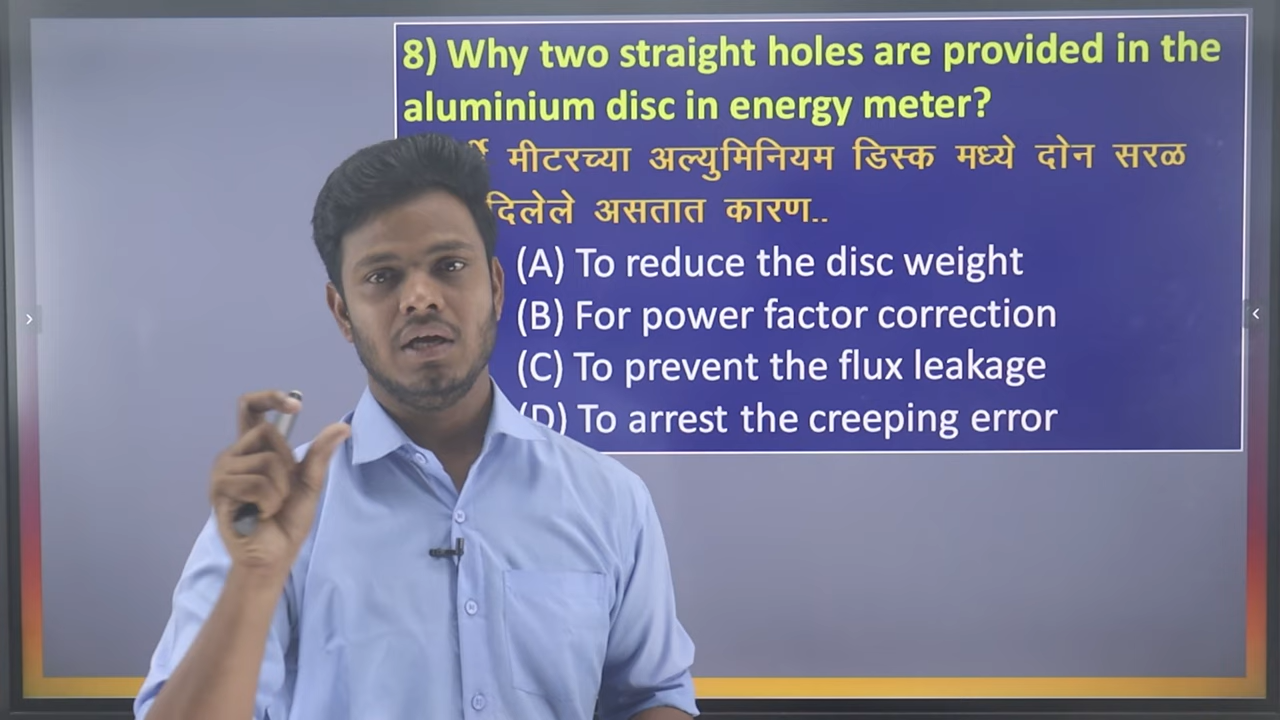 8) Why two straight holes are provided in the
aluminium disc in energy meter?
मीटरच्या अल्युमिनियम डिस्क मध्ये दोन सरळ
दिलेले असतात कारण..
(A) To reduce the disc weight
(B) For power factor correction
(C) To prevent the flux leakage
(D) To arrest the creeping error